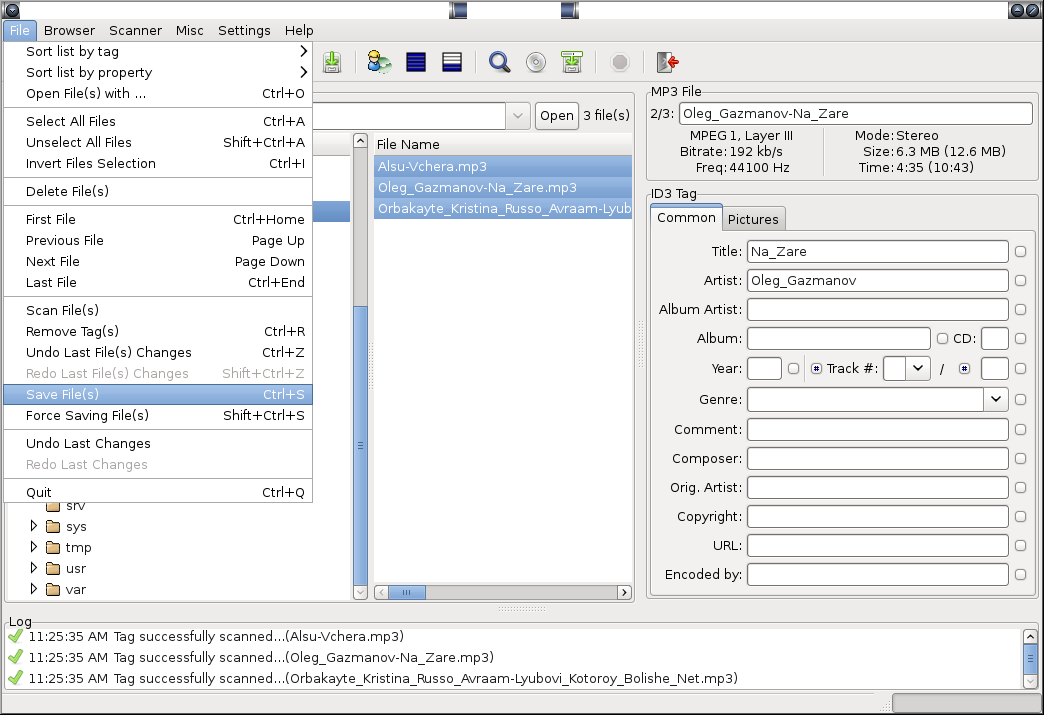 File Browser Scanner Misc Settings Help
Sort list by tag
Sort list by property
Open File(s) with ... Ctrl+O
Select All Files Ctrl+A
Unselect All Files Shift+Ctrl+A
Invert Files Selection Ctrl+I
Delete File(s)
First File Ctrl+Home
Previous File Page Up
Next File Page Down
Last File Ctrl+End
Scan File(s)
Remove Tag(s) Ctrl+R
Undo Last File(s) Changes Ctrl+Z
Redo Last File(s) Changes Shift+Ctrl+Z
Save File(s) Ctrl+S
Force Saving File(s) Shift+Ctrl+S
Undo Last Changes
Redo Last Changes
Quit Ctrl+Q
srv
sys
tmp
usr
var
Open 3 file(s)
File Name
Alsu-Vchera.mp3
Oleg_Gazmanov-Na_Zare.mp3
Orbakayte_Kristina_Russo_Avraam-Lyub
MP3 File
2/3: Oleg_Gazmanov-Na_Zare
MPEG 1, Layer III Mode: Stereo
Bitrate: 192 kb/s Size: 6.3 MB (12.6 MB)
Freq: 44100 Hz Time: 4:35 (10:43)
ID3 Tag
Common Pictures
Title: Na_Zare
Artist: Oleg_Gazmanov
Album Artist:
Album: CD:
Year: Track #: /
Genre:
Comment:
Composer:
Orig. Artist:
Copyright:
URL:
Encoded by:
Log
11:25:35 AM Tag successfully scanned...(Alsu-Vchera.mp3)
11:25:35 AM Tag successfully scanned...(Oleg_Gazmanov-Na_Zare.mp3)
11:25:35 AM Tag successfully scanned...(Orbakayte_Kristina_Russo_Avraam-Lyubovi_Kotoroy_Bolishe_Net.mp3)